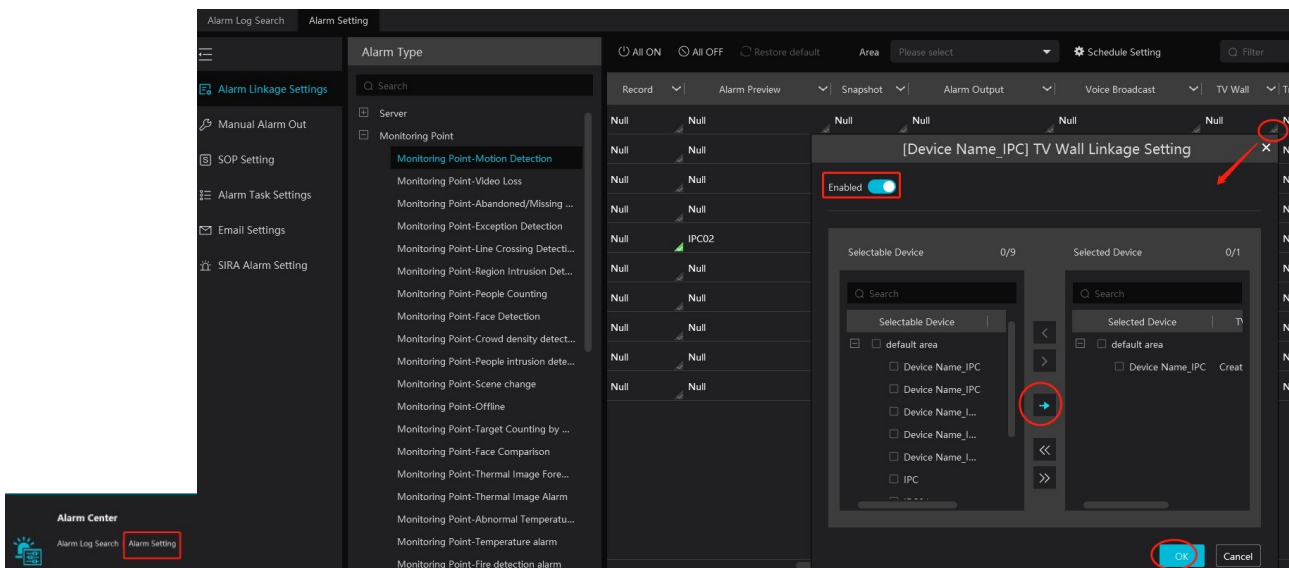 Alarm Log Search Alarm Setting
Alarm Type
All ON All OFF Restore default Area Please select Schedule Setting Filter
Alarm Linkage Settings
Manual Alarm Out
SOP Setting
Alarm Task Settings
Email Settings
SIRA Alarm Setting
Search
Server
Monitoring Point
Monitoring Point-Motion Detection
Monitoring Point-Video Loss
Monitoring Point-Abandoned/Missing ...
Monitoring Point-Exception Detection
Monitoring Point-Line Crossing Detecti...
Monitoring Point-Region Intrusion Det...
Monitoring Point-People Counting
Monitoring Point-Face Detection
Monitoring Point-Crowd density detect...
Monitoring Point-People intrusion dete...
Monitoring Point-Scene change
Monitoring Point-Offline
Monitoring Point-Target Counting by ...
Monitoring Point-Face Comparison
Monitoring Point-Thermal Image Fore...
Monitoring Point-Thermal Image Alarm
Monitoring Point-Abnormal Temperatu...
Monitoring Point-Temperature alarm
Monitoring Point-Fire detection alarm
Record Alarm Preview Snapshot Alarm Output Voice Broadcast TV Wall
Null Null Null Null Null Null
Null Null
Null Null
Null Null
Null IPC02
Null Null
Null Null
Null Null
Null Null
Null Null
[Device Name_IPC] TV Wall Linkage Setting
Enabled
Selectable Device 0/9
Search
Selectable Device
default area
Device Name_IPC
Device Name_IPC
Device Name_I...
Device Name_I...
Device Name_I...
IPC
Selected Device 0/1
Search
Selected Device
default area
Device Name_IPC Creat
OK Cancel
Alarm Center
Alarm Log Search Alarm Setting